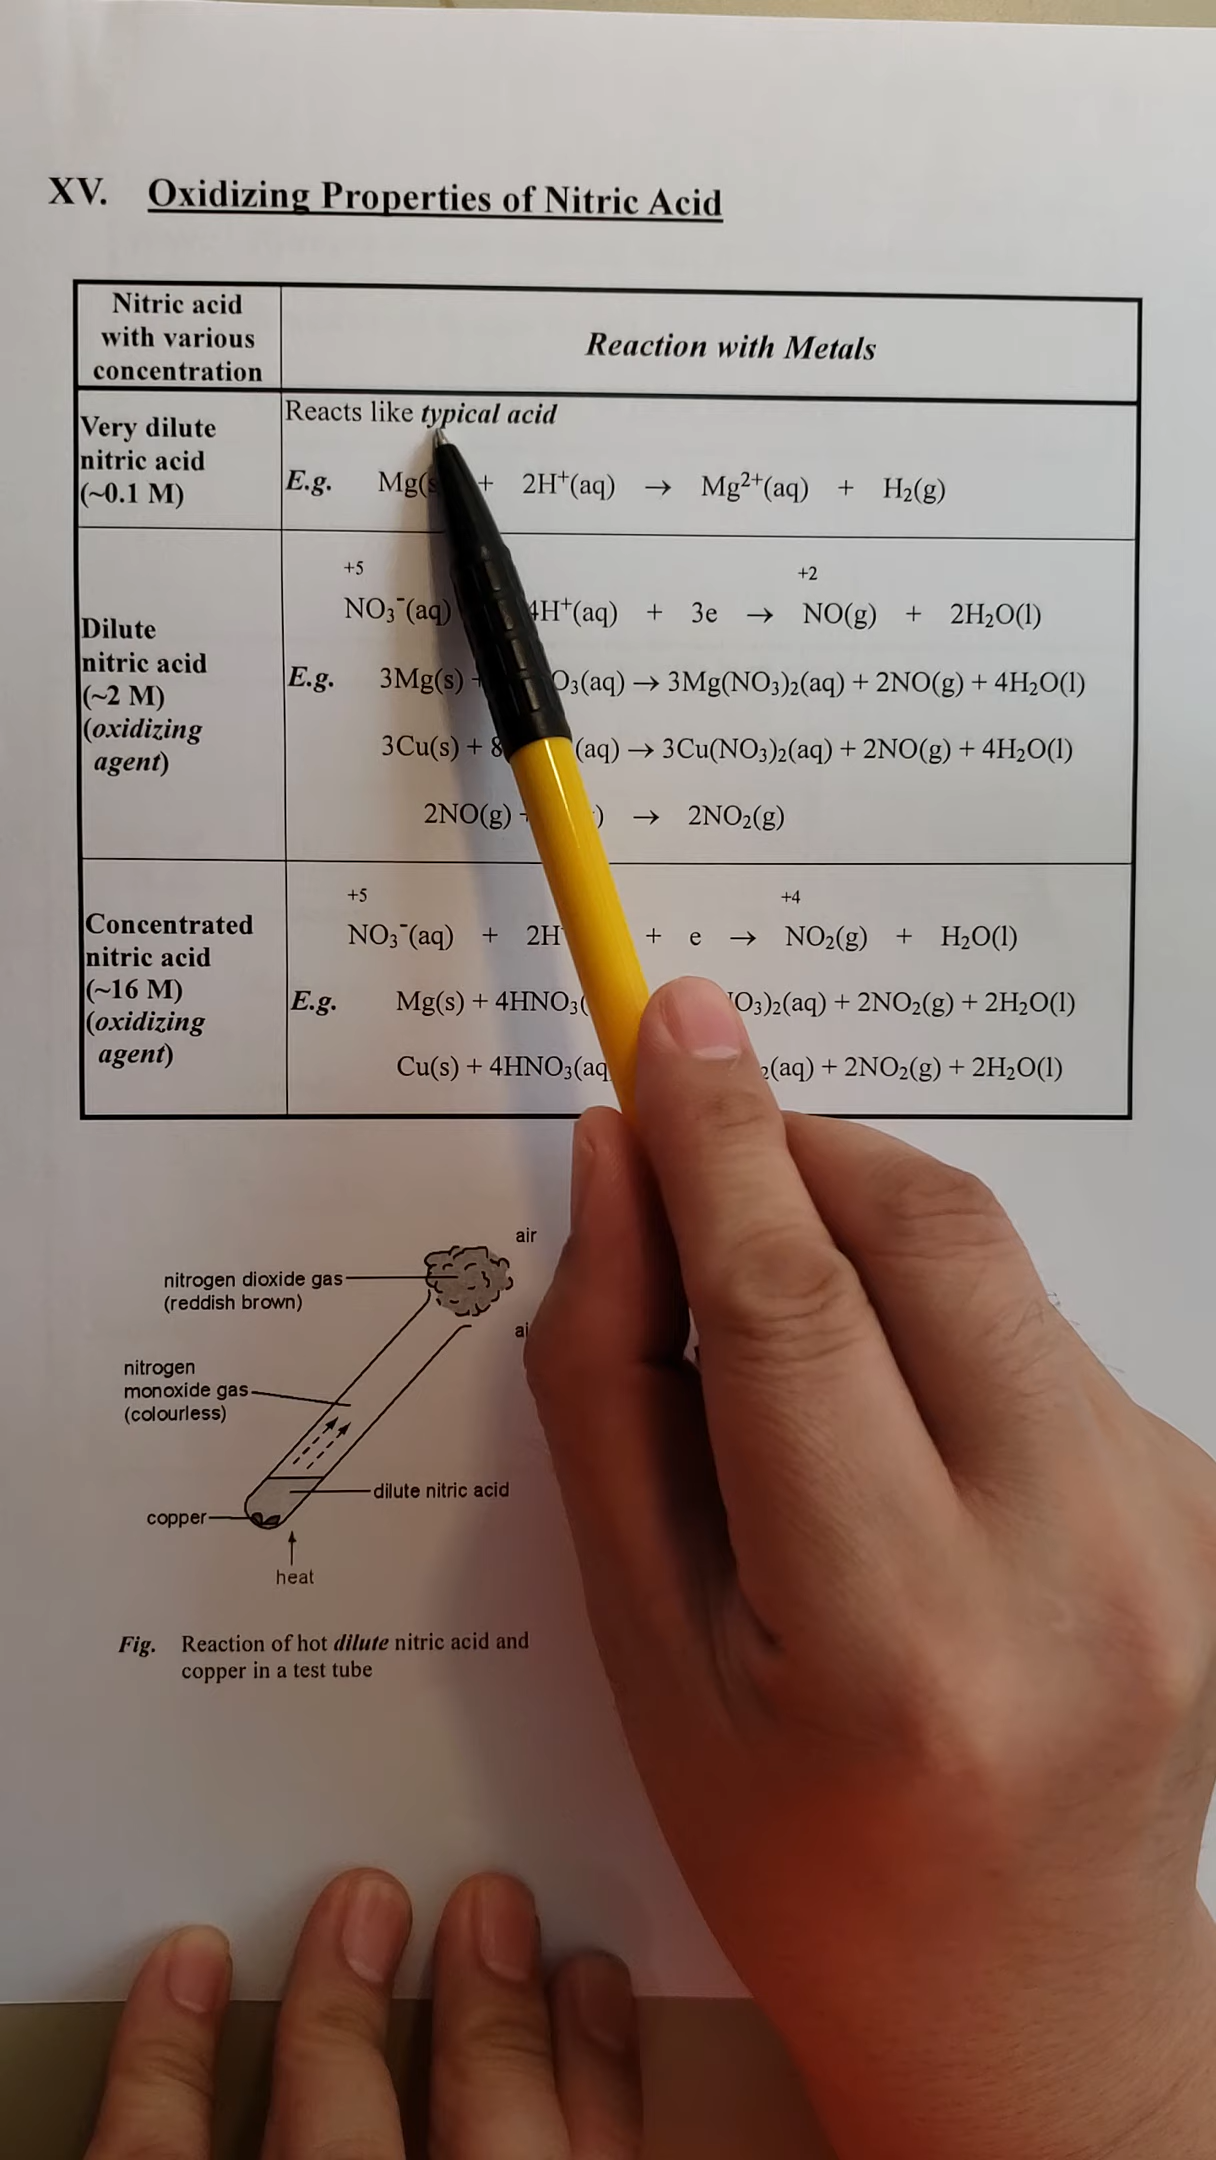 XV. Oxidizing Properties of Nitric Acid
Nitric acid
with various
concentration
Reaction with Metals
Very dilute
nitric acid
(~0.1 M)
Reacts like typical acid
E.g. Mg( + 2H⁺(aq) → Mg²⁺(aq) + H₂(g)
Dilute
nitric acid
(~2 M)
(oxidizing
agent)
+5 +2
NO₃⁻(aq) 4H⁺(aq) + 3e → NO(g) + 2H₂O(l)
E.g. 3Mg(s) O₃(aq) → 3Mg(NO₃)₂(aq) + 2NO(g) + 4H₂O(l)
3Cu(s) + 8 (aq) → 3Cu(NO₃)₂(aq) + 2NO(g) + 4H₂O(l)
2NO(g) ) → 2NO₂(g)
Concentrated
nitric acid
(~16 M)
(oxidizing
agent)
+5 +4
NO₃⁻(aq) + 2H + e → NO₂(g) + H₂O(l)
E.g. Mg(s) + 4HNO₃( O₃)₂(aq) + 2NO₂(g) + 2H₂O(l)
Cu(s) + 4HNO₃(aq ₂(aq) + 2NO₂(g) + 2H₂O(l)
air
nitrogen dioxide gas
(reddish brown)
nitrogen
monoxide gas
(colourless)
dilute nitric acid
copper
heat
Fig. Reaction of hot dilute nitric acid and
copper in a test tube